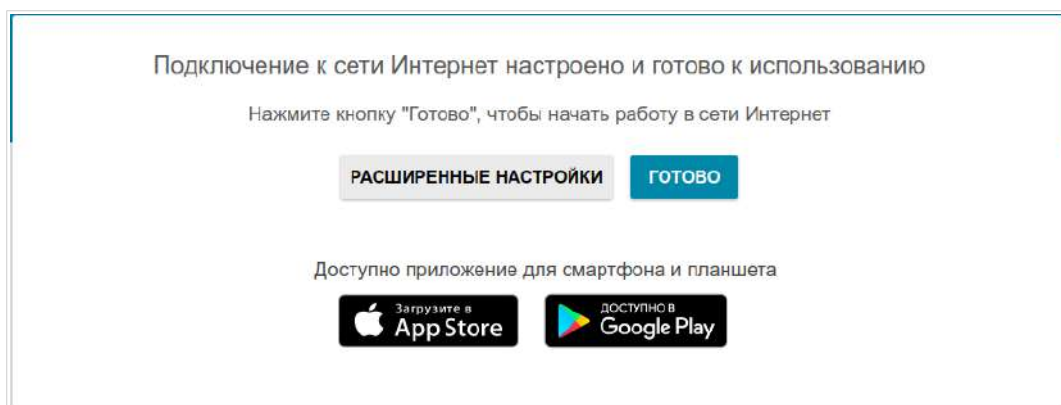 Подключение к сети Интернет настроено и готово к использованию
Нажмите кнопку "Готово", чтобы начать работу в сети Интернет
РАСШИРЕННЫЕ НАСТРОЙКИ
ГОТОВО
Доступно приложение для смартфона и планшета
Загрузите в
App Store
ДОСТУПНО В
Google Play